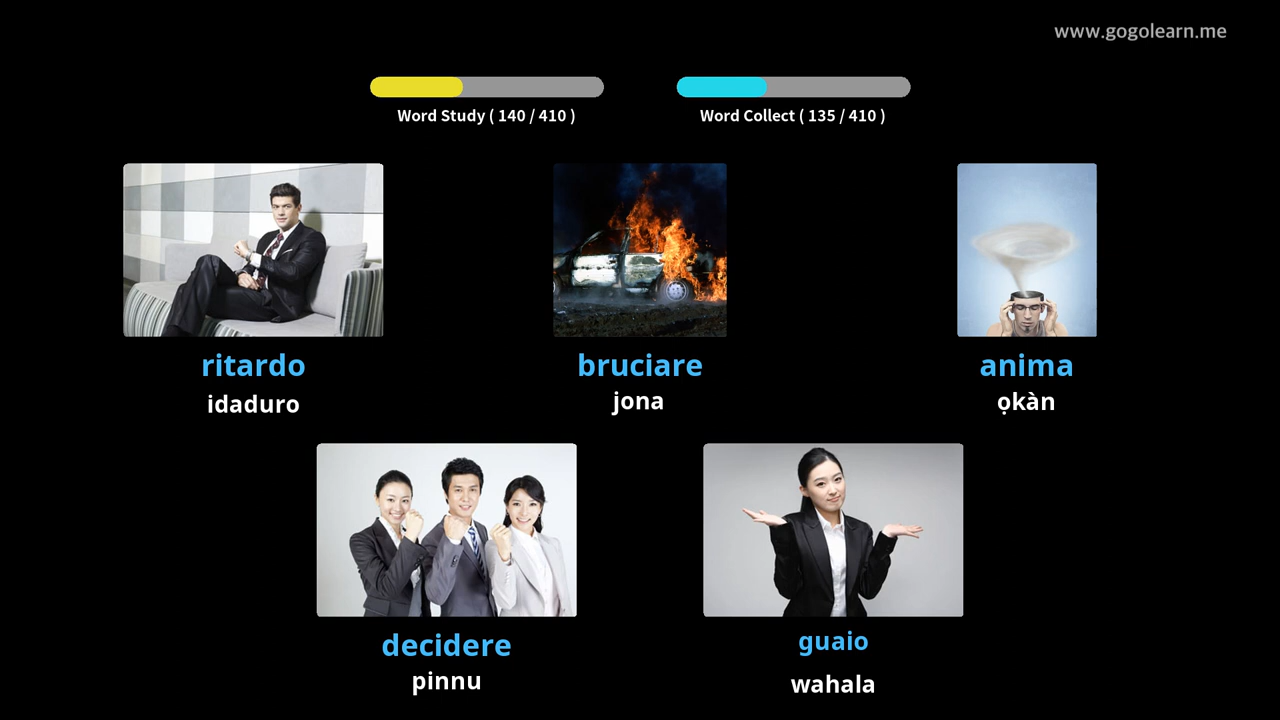 www.gogolearn.me
Word Study ( 140 / 410 )
Word Collect ( 135 / 410 )
ritardo
idaduro
bruciare
jona
anima
ọkàn
decidere
pinnu
guaio
wahala